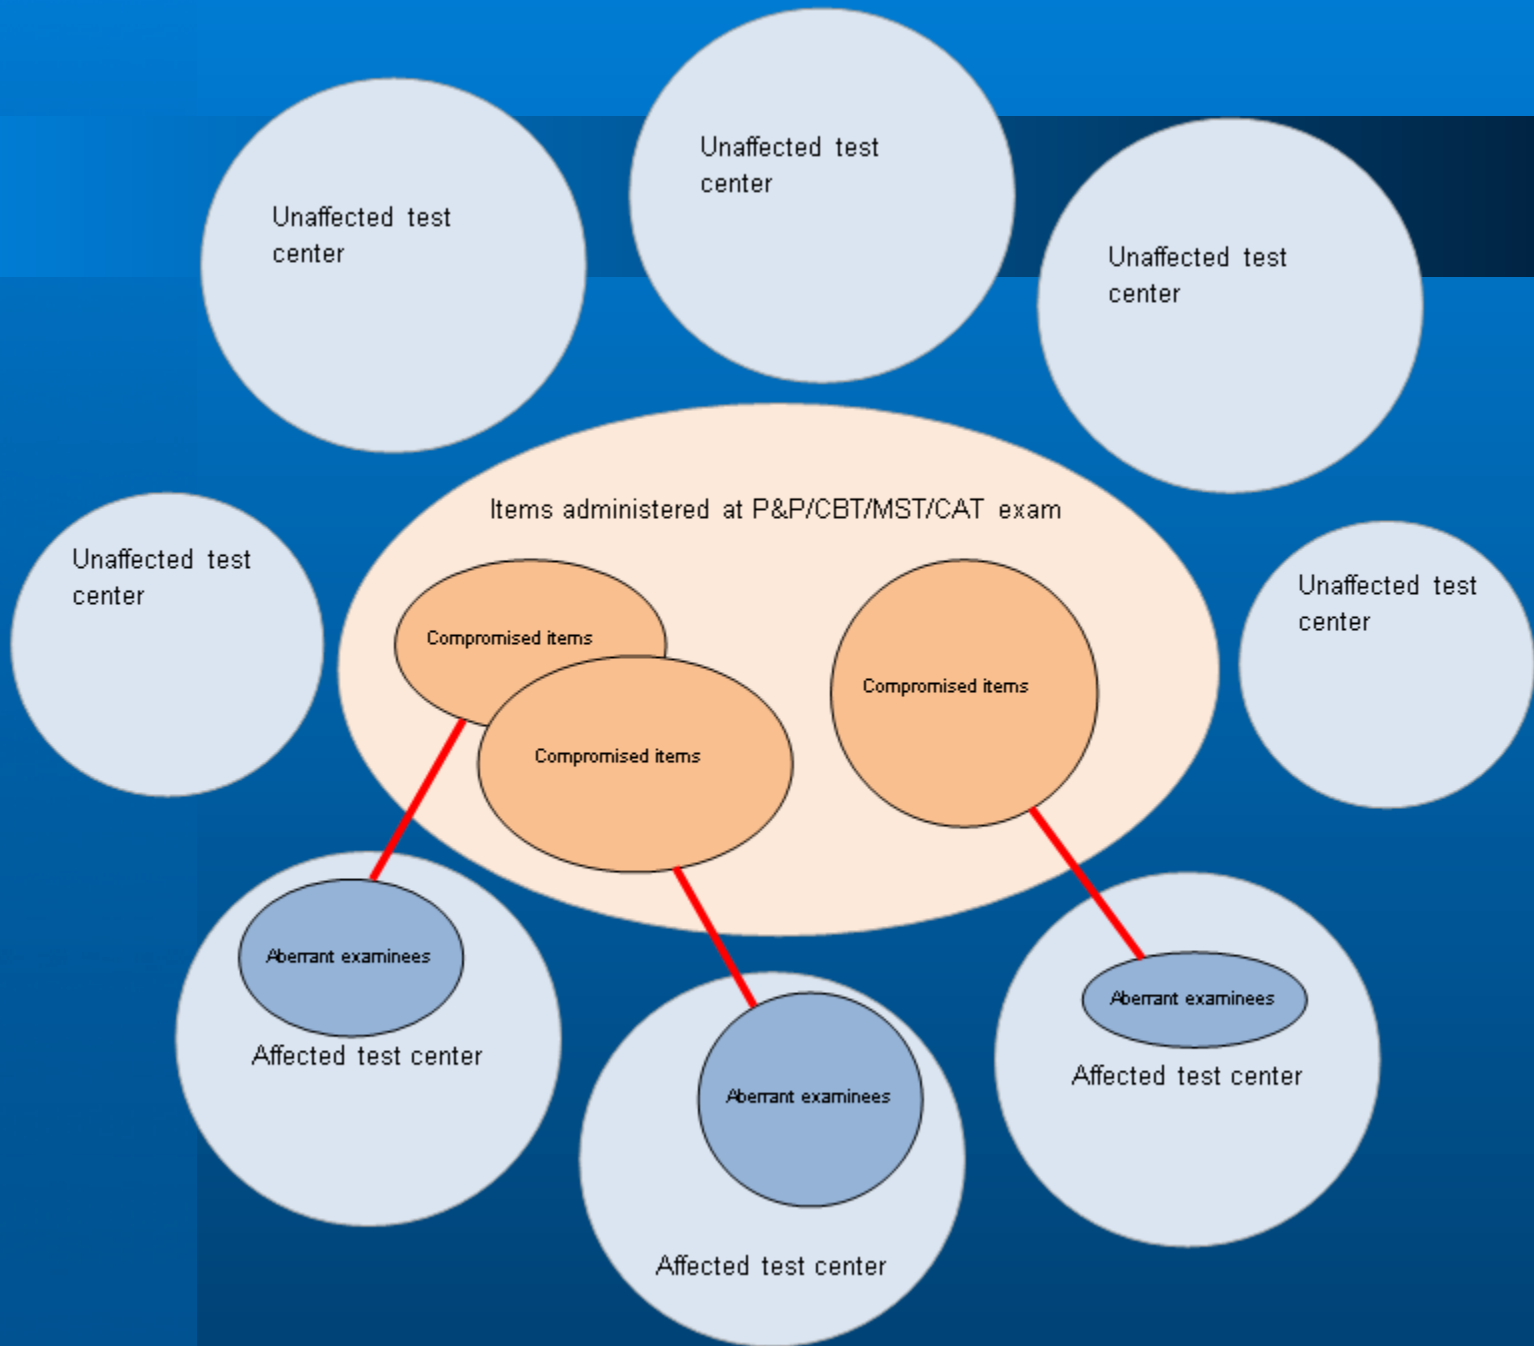 Unaffected test
center
Unaffected test
center
Unaffected test
center
Items administered at P&P/CBT/MST/CAT exam
Unaffected test
center
Unaffected test
center
Compromised items
Compromised items
Compromised items
Aberrant examinees
Affected test center
Aberrant examinees
Affected test center
Aberrant examinees
Affected test center